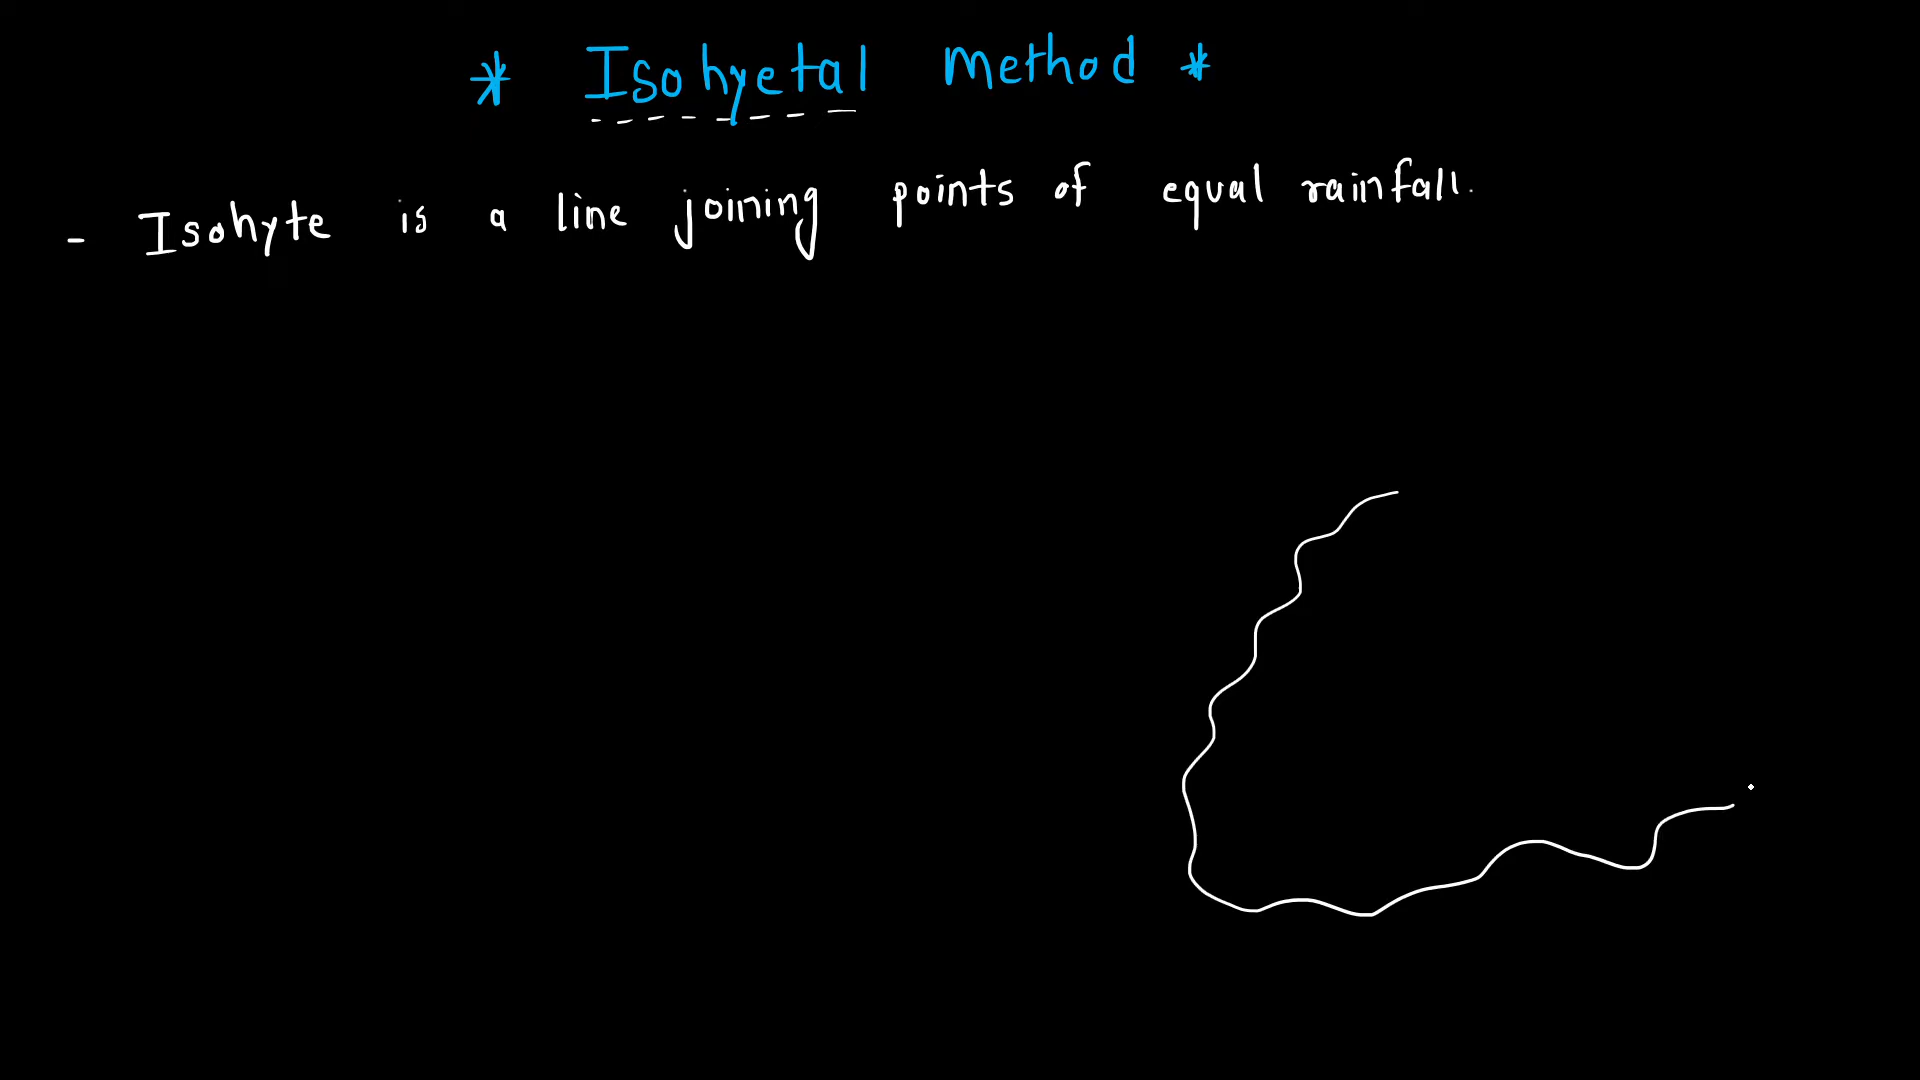 * Isohyetal Method *
- Isohyte is a line joining points of equal rainfall.